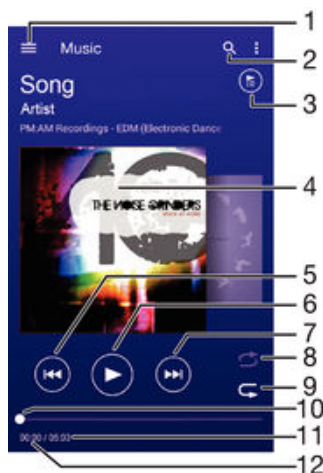 1
Music
2
Song
3
Artist
PM:AM Recordings - EDM (Electronic Dance
4
THE NOISE GRINDERS
5
6
7
8
9
10
00:00 / 05:03
11
12